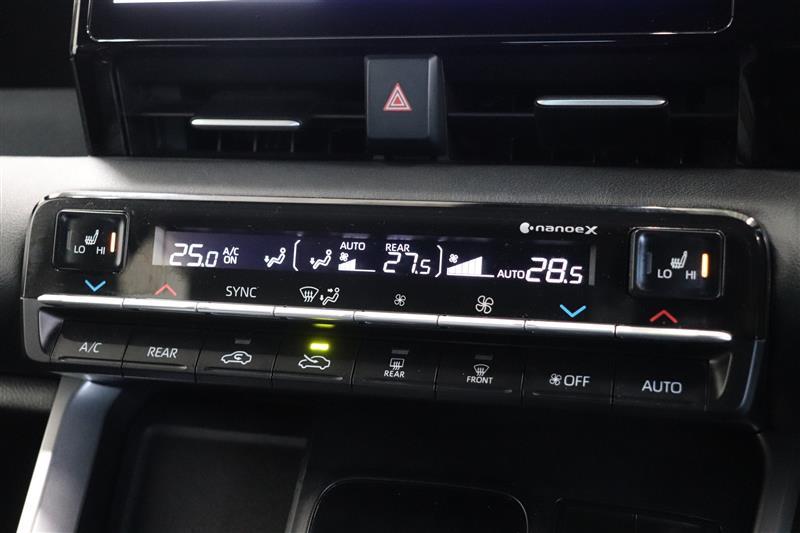 nanoeX
LO HI
25.0 A/C ON
AUTO
REAR 27.5
AUTO 28.5
LO HI
SYNC
A/C
REAR
REAR
FRONT
OFF
AUTO